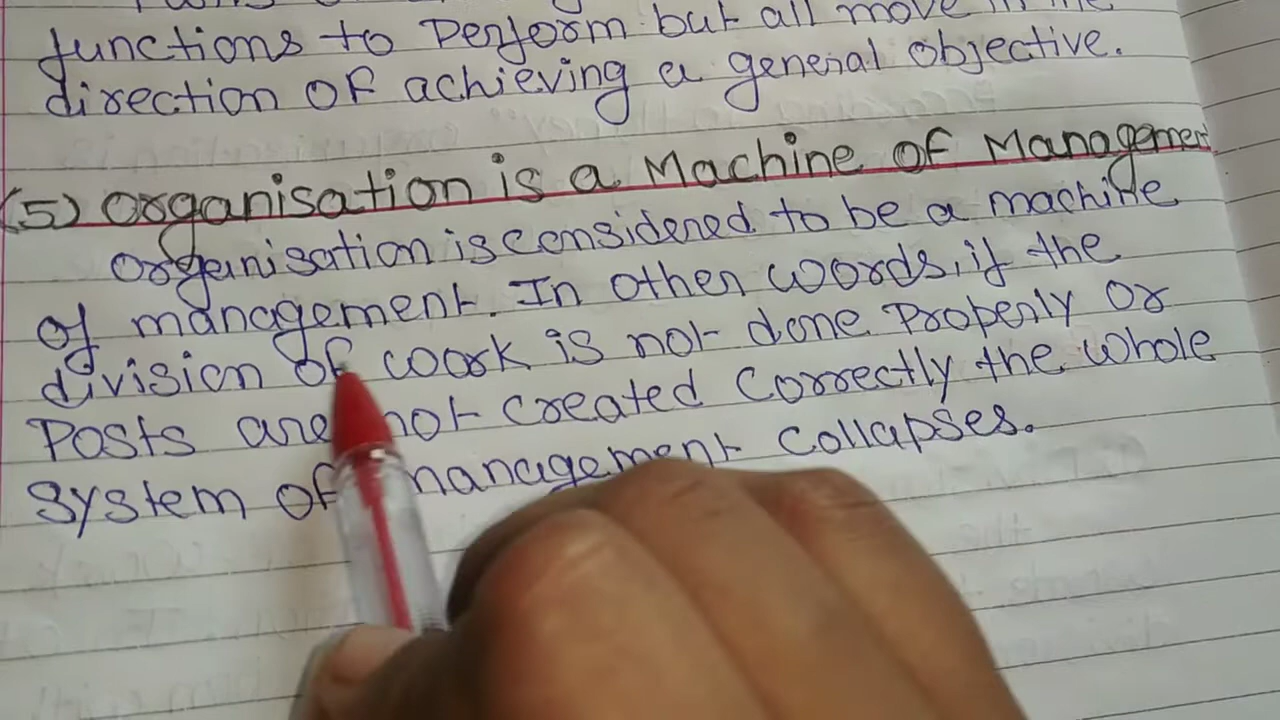 functions to Perform but all move in the
direction OF achieving a general objective.
(5) Organisation is a Machine OF Management
Organisation is considered to be a machine
of management. In other words, if the
division of work is not done Properly or
Posts are not created Correctly the whole
System of management collapses.